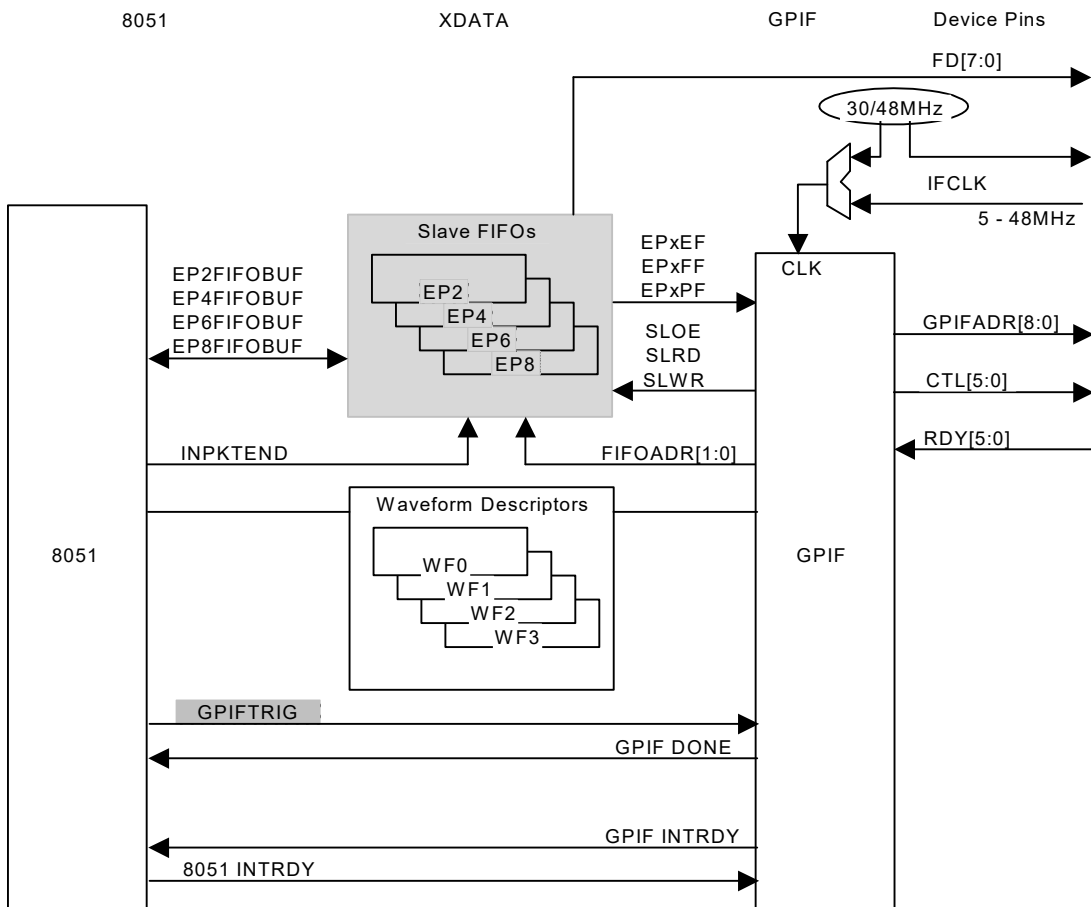 8051 XDATA GPIF Device Pins
FD[7:0]
30/48MHz
IFCLK
5 - 48MHz
Slave FIFOs
EP2
EP4
EP6
EP8
EP2FIFOBUF
EP4FIFOBUF
EP6FIFOBUF
EP8FIFOBUF
EPxEF
EPxFF
EPxPF
SLOE
SLRD
SLWR
CLK
GPIFADR[8:0]
CTL[5:0]
RDY[5:0]
INPKTEND
FIFOADR[1:0]
Waveform Descriptors
WF0
WF1
WF2
WF3
8051
GPIF
GPIFTRIG
GPIF DONE
GPIF INTRDY
8051 INTRDY